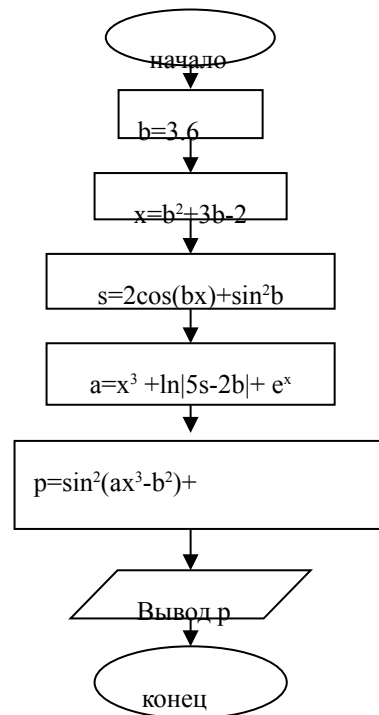 начало
b=3.6
x=b²+3b-2
s=2cos(bx)+sin²b
a=x³ +ln|5s-2b|+ eˣ
p=sin²(ax³-b²)+
Вывод p
конец